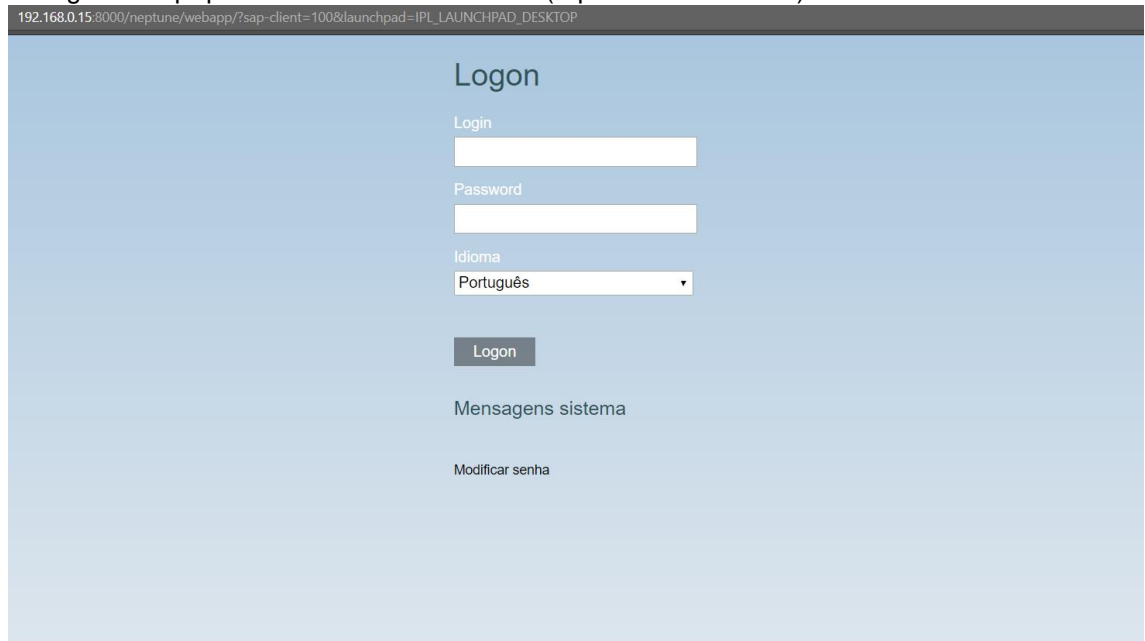 192.168.0.15:8000/neptune/webapp/?sap-client=100&launchpad=IPL_LAUNCHPAD_DESKTOP
Logon
Login
Password
Idioma
Português
Logon
Mensagens sistema
Modificar senha